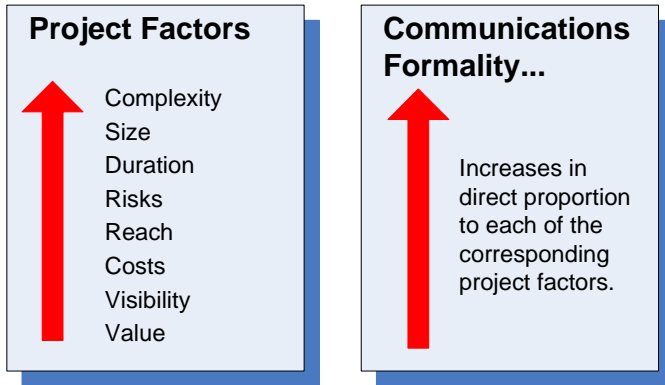 Project Factors
Complexity
Size
Duration
Risks
Reach
Costs
Visibility
Value
Communications
Formality...
Increases in
direct proportion
to each of the
corresponding
project factors.